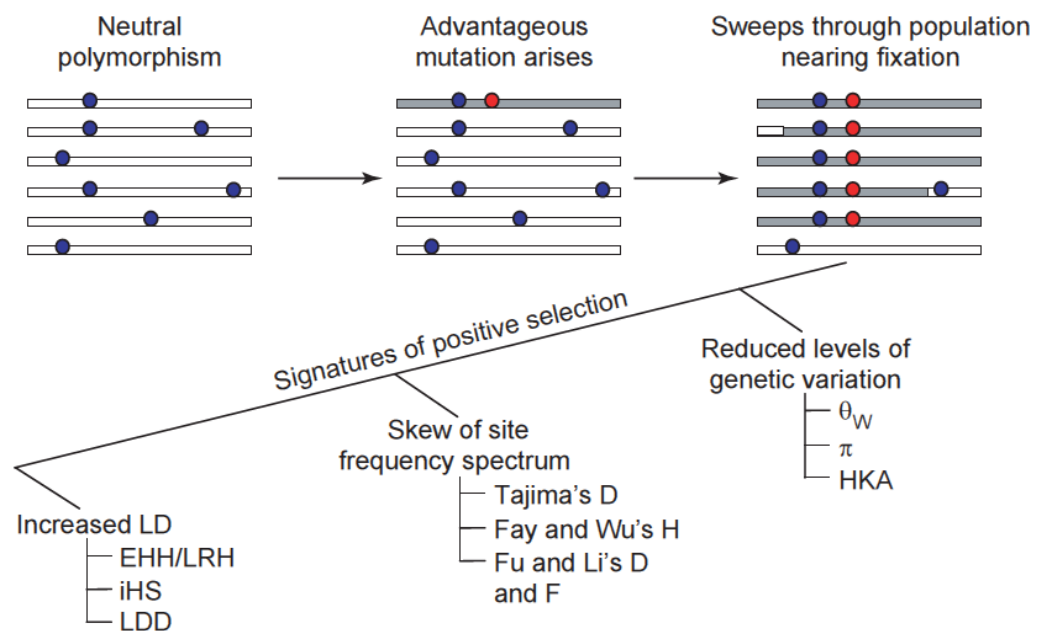 Neutral
polymorphism
Advantageous
mutation arises
Sweeps through population
nearing fixation
Signatures of positive selection
Reduced levels of
genetic variation
θW
π
HKA
Skew of site
frequency spectrum
Tajima's D
Fay and Wu's H
Fu and Li's D
and F
Increased LD
EHH/LRH
iHS
LDD